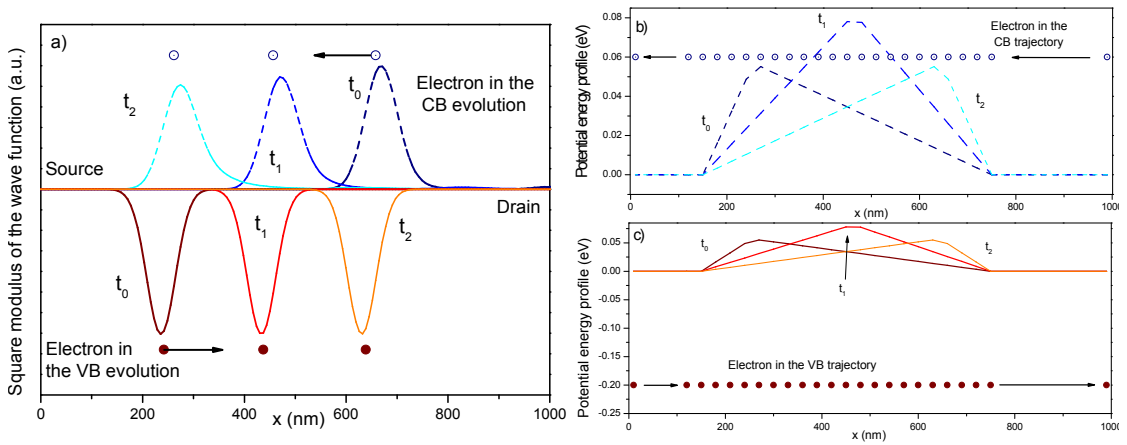 a)
t0
Electron in the
CB evolution
t2
t1
Source
Drain
t1
t2
t0
Electron in
the VB evolution
Square modulus of the wave function (a.u.)
0 200 400 600 800 1000
x (nm)
b)
t1
Electron in the
CB trajectory
t0
t2
Potential energy profile (eV)
0.08
0.06
0.04
0.02
0.00
0 200 400 600 800 1000
x (nm)
c)
t0
t2
t1
Electron in the VB trajectory
Potential energy profile (eV)
0.05
0.00
-0.05
-0.10
-0.15
-0.20
-0.25
0 200 400 600 800 1000
x (nm)